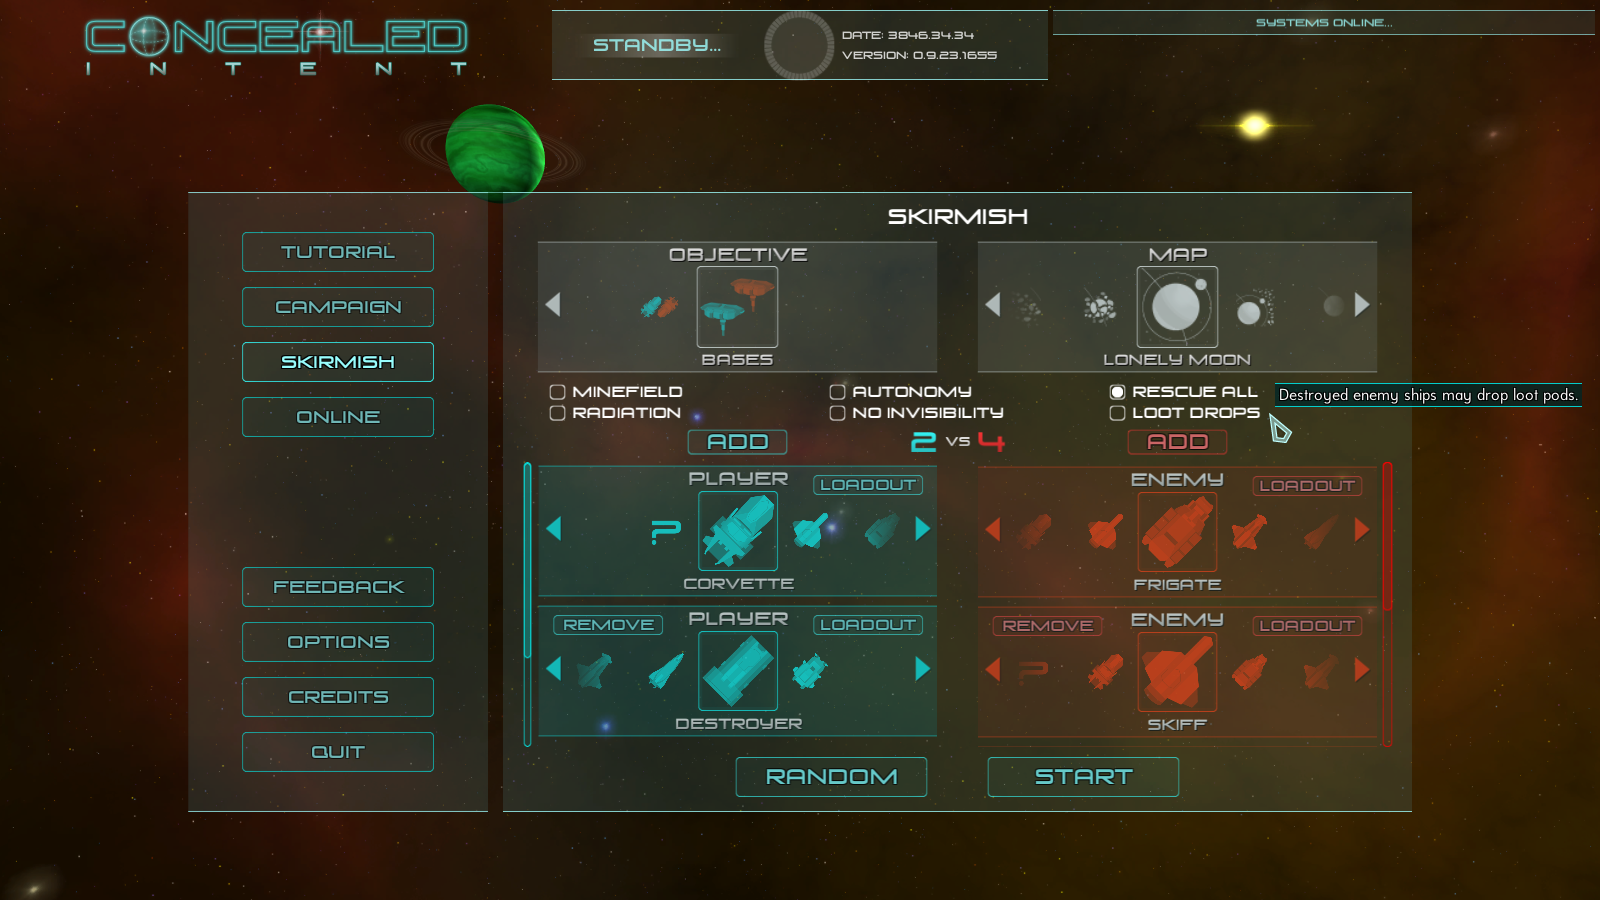 CONCEALED
INTENT
STANDBY...
DATE: 3846.34.34
VERSION: 0.9.23.1655
SYSTEMS ONLINE...
TUTORIAL
CAMPAIGN
SKIRMISH
ONLINE
FEEDBACK
OPTIONS
CREDITS
QUIT
SKIRMISH
OBJECTIVE
BASES
MAP
LONELY MOON
MINEFIELD
AUTONOMY
RESCUE ALL
Destroyed enemy ships may drop loot pods.
RADIATION
NO INVISIBILITY
LOOT DROPS
ADD
2 VS 4
ADD
PLAYER
LOADOUT
?
CORVETTE
ENEMY
LOADOUT
FRIGATE
REMOVE
PLAYER
LOADOUT
DESTROYER
REMOVE
ENEMY
LOADOUT
?
SKIFF
RANDOM
START